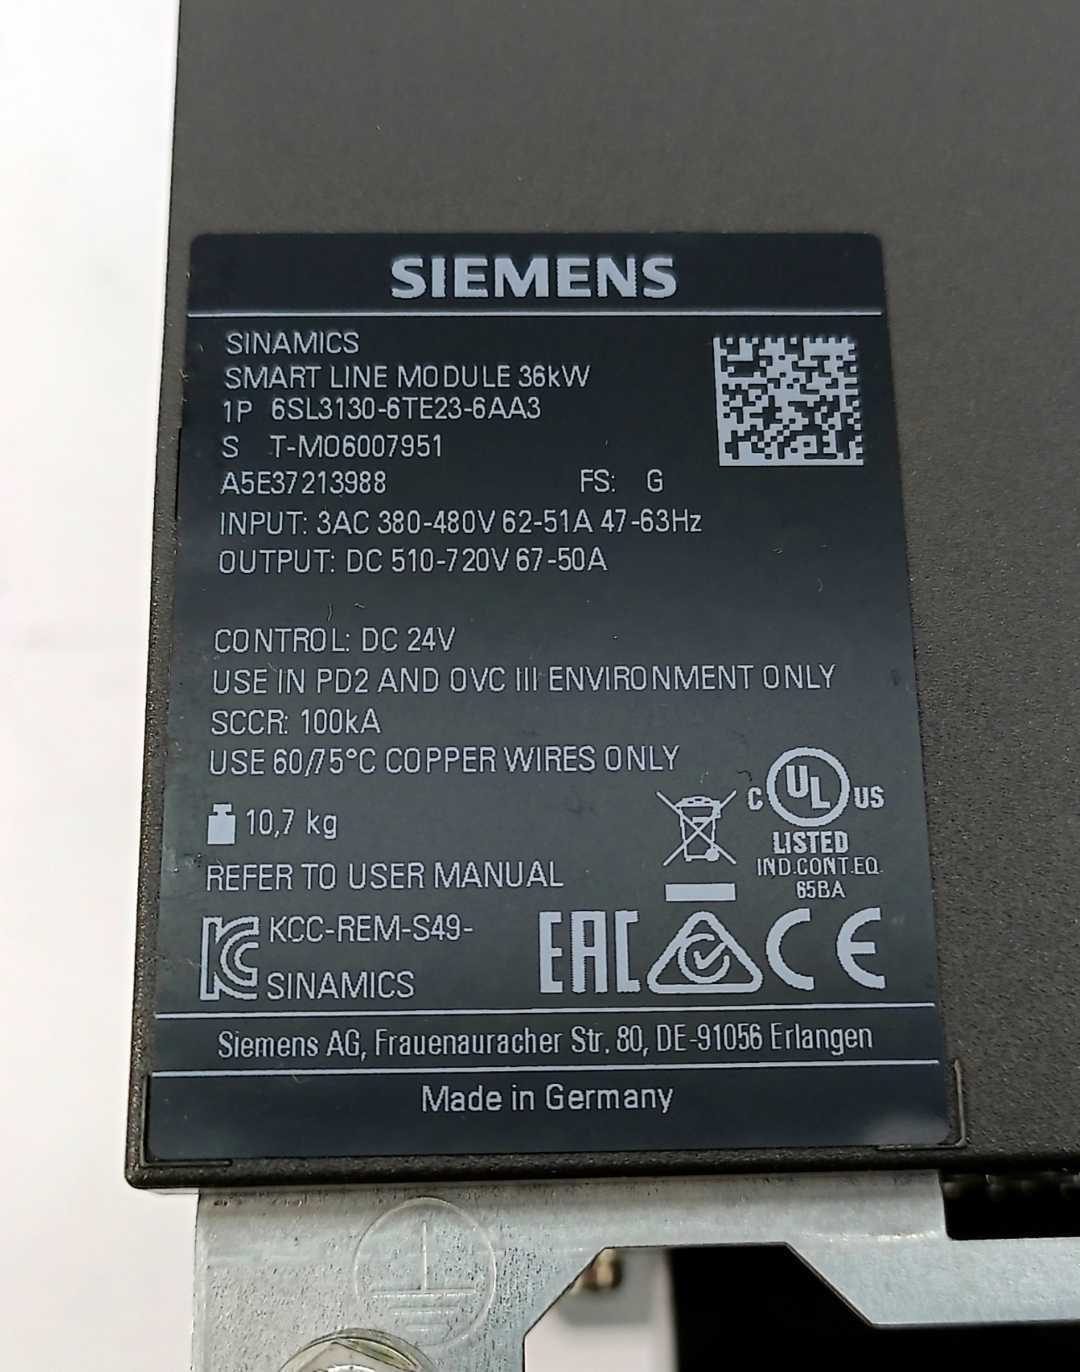 SIEMENS
SINAMICS
SMART LINE MODULE 36kW
1P 6SL3130-6TE23-6AA3
S T-MO6007951
A5E37213988 FS: G
INPUT: 3AC 380-480V 62-51A 47-63Hz
OUTPUT: DC 510-720V 67-50A
CONTROL: DC 24V
USE IN PD2 AND OVC III ENVIRONMENT ONLY
SCCR: 100kA
USE 60/75°C COPPER WIRES ONLY
10,7 kg
C UL US
LISTED
IND.CONT.EQ.
65BA
REFER TO USER MANUAL
KCC-REM-S49-
SINAMICS
EAC CE
Siemens AG, Frauenauracher Str. 80, DE-91056 Erlangen
Made in Germany